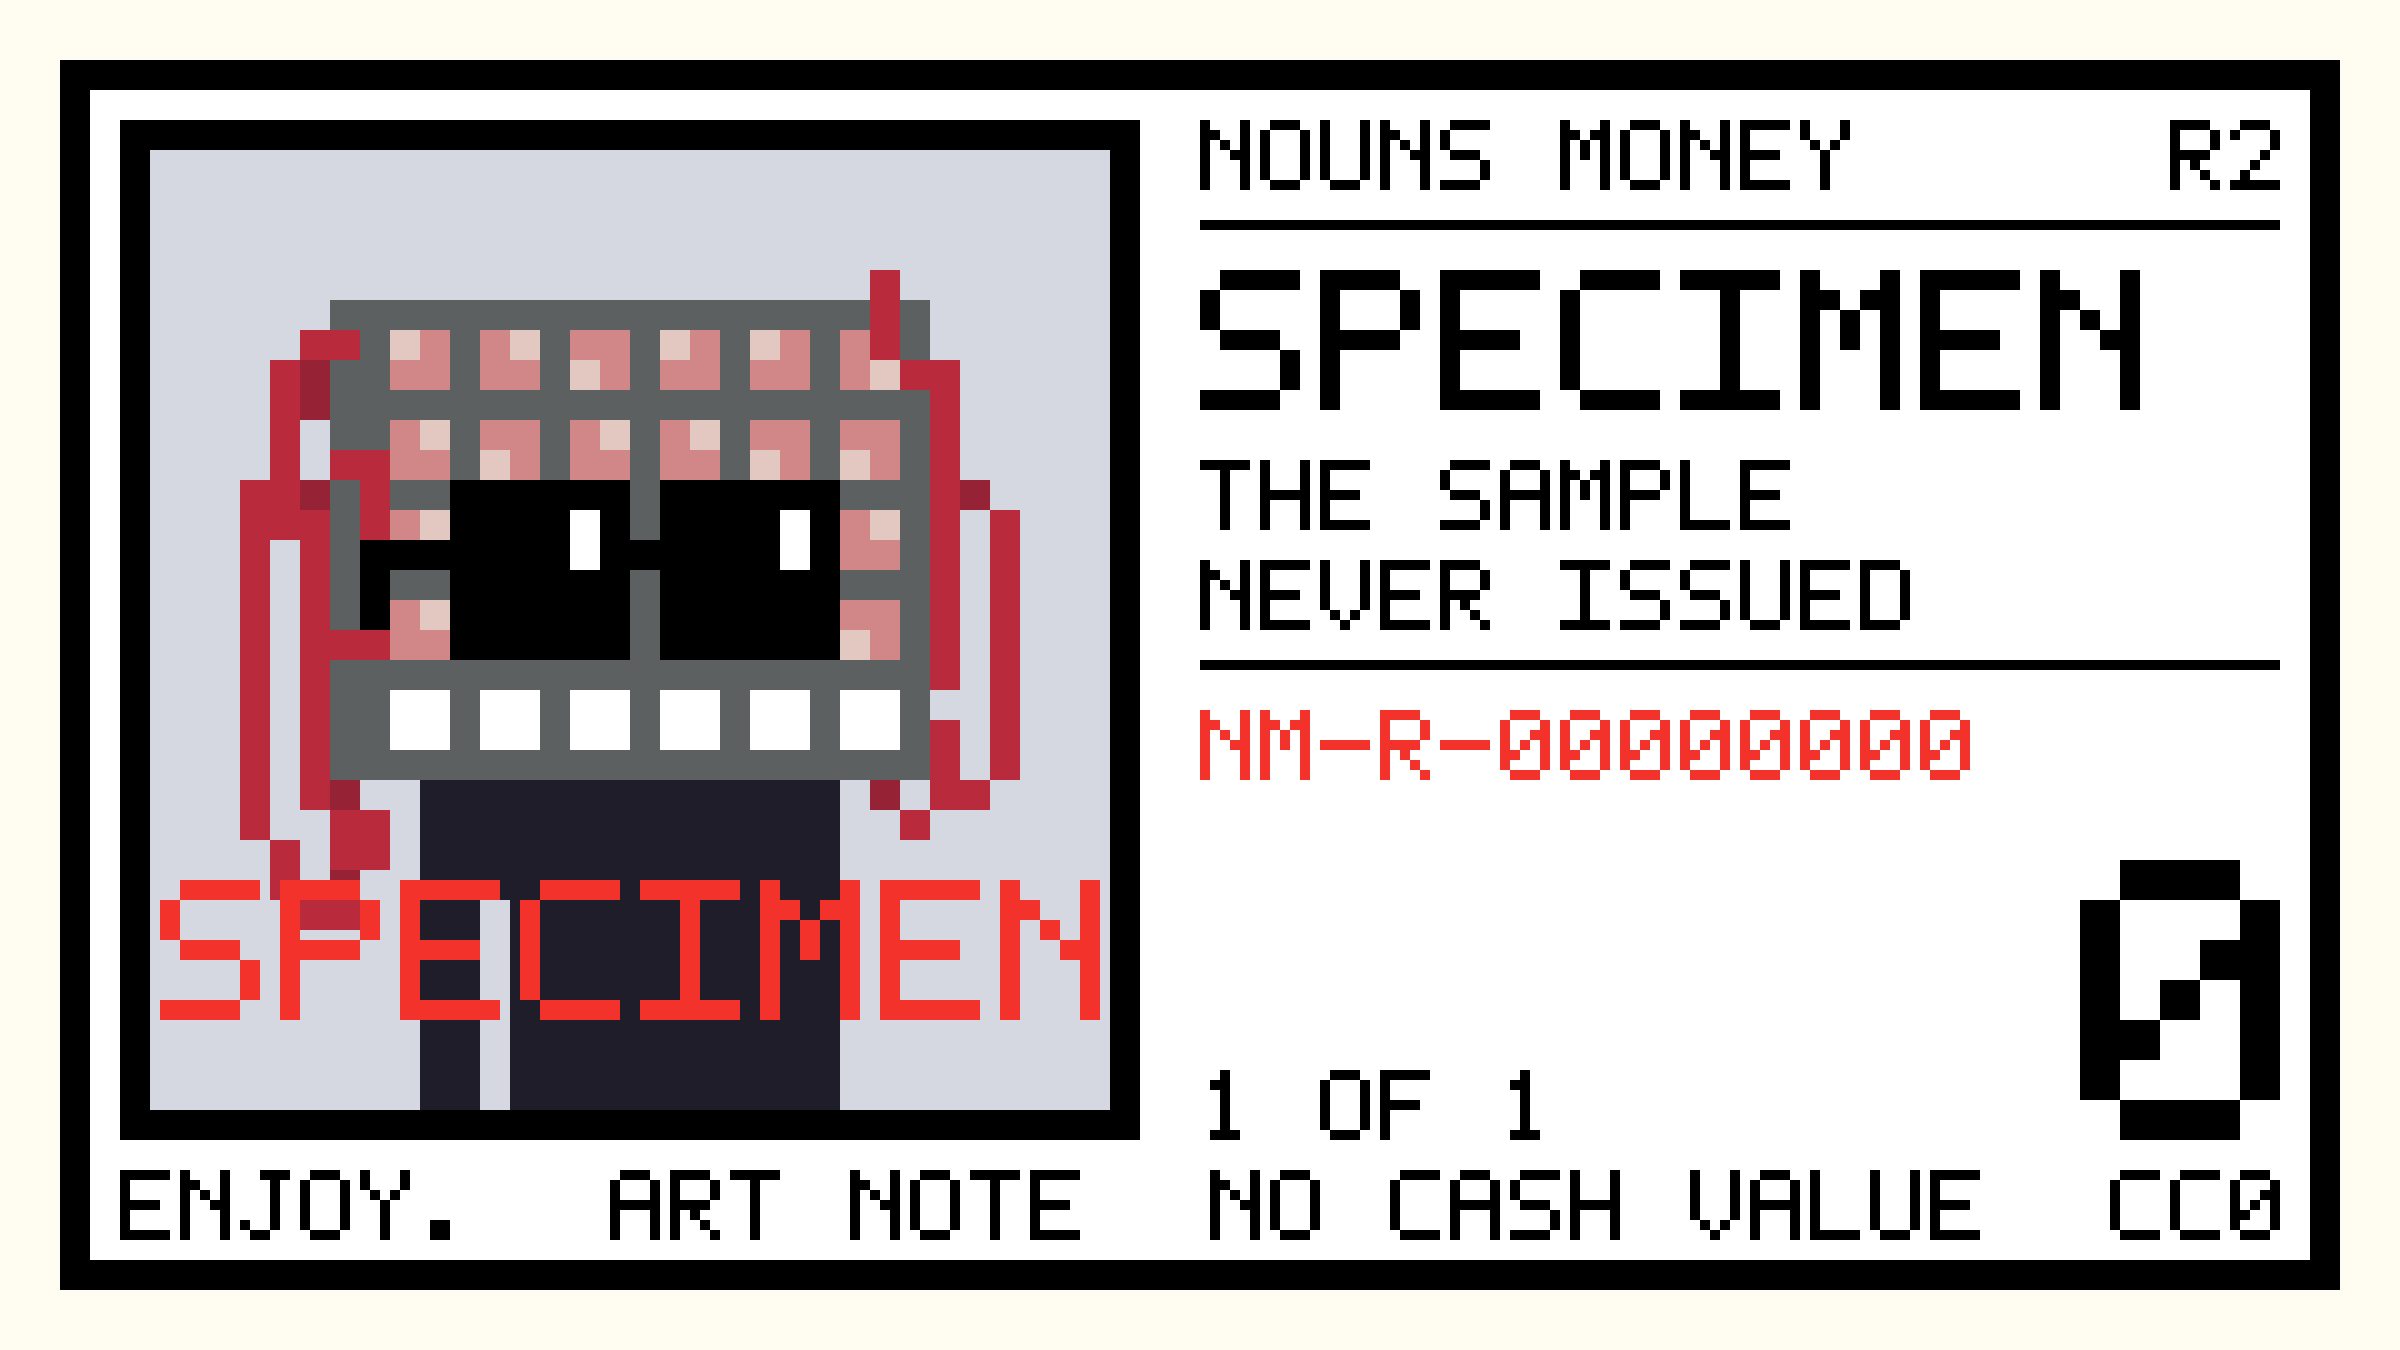 NOUNS MONEY R2
SPECIMEN
THE SAMPLE
NEVER ISSUED
NM-R-00000000
SPECIMEN
1 OF 1
0
ENJOY. ART NOTE NO CASH VALUE CC0